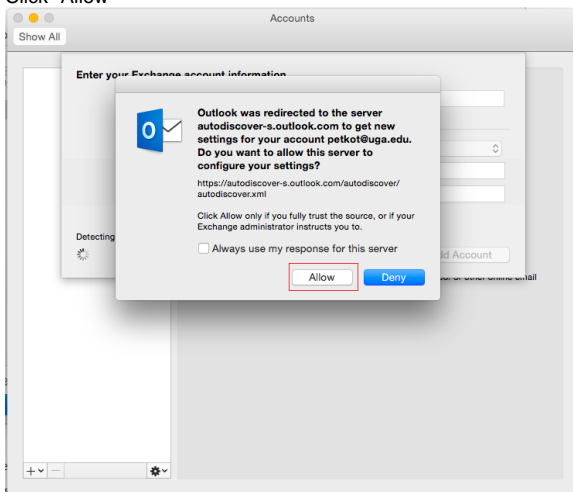 Click "Allow"
Accounts
Show All
Enter your Exchange account information
Outlook was redirected to the server
autodiscover-s.outlook.com to get new
settings for your account petkot@uga.edu.
Do you want to allow this server to
configure your settings?
https://autodiscover-s.outlook.com/autodiscover/
autodiscover.xml
Click Allow only if you fully trust the source, or if your
Exchange administrator instructs you to.
Detecting
Always use my response for this server
Account
Allow
Deny
or other online email